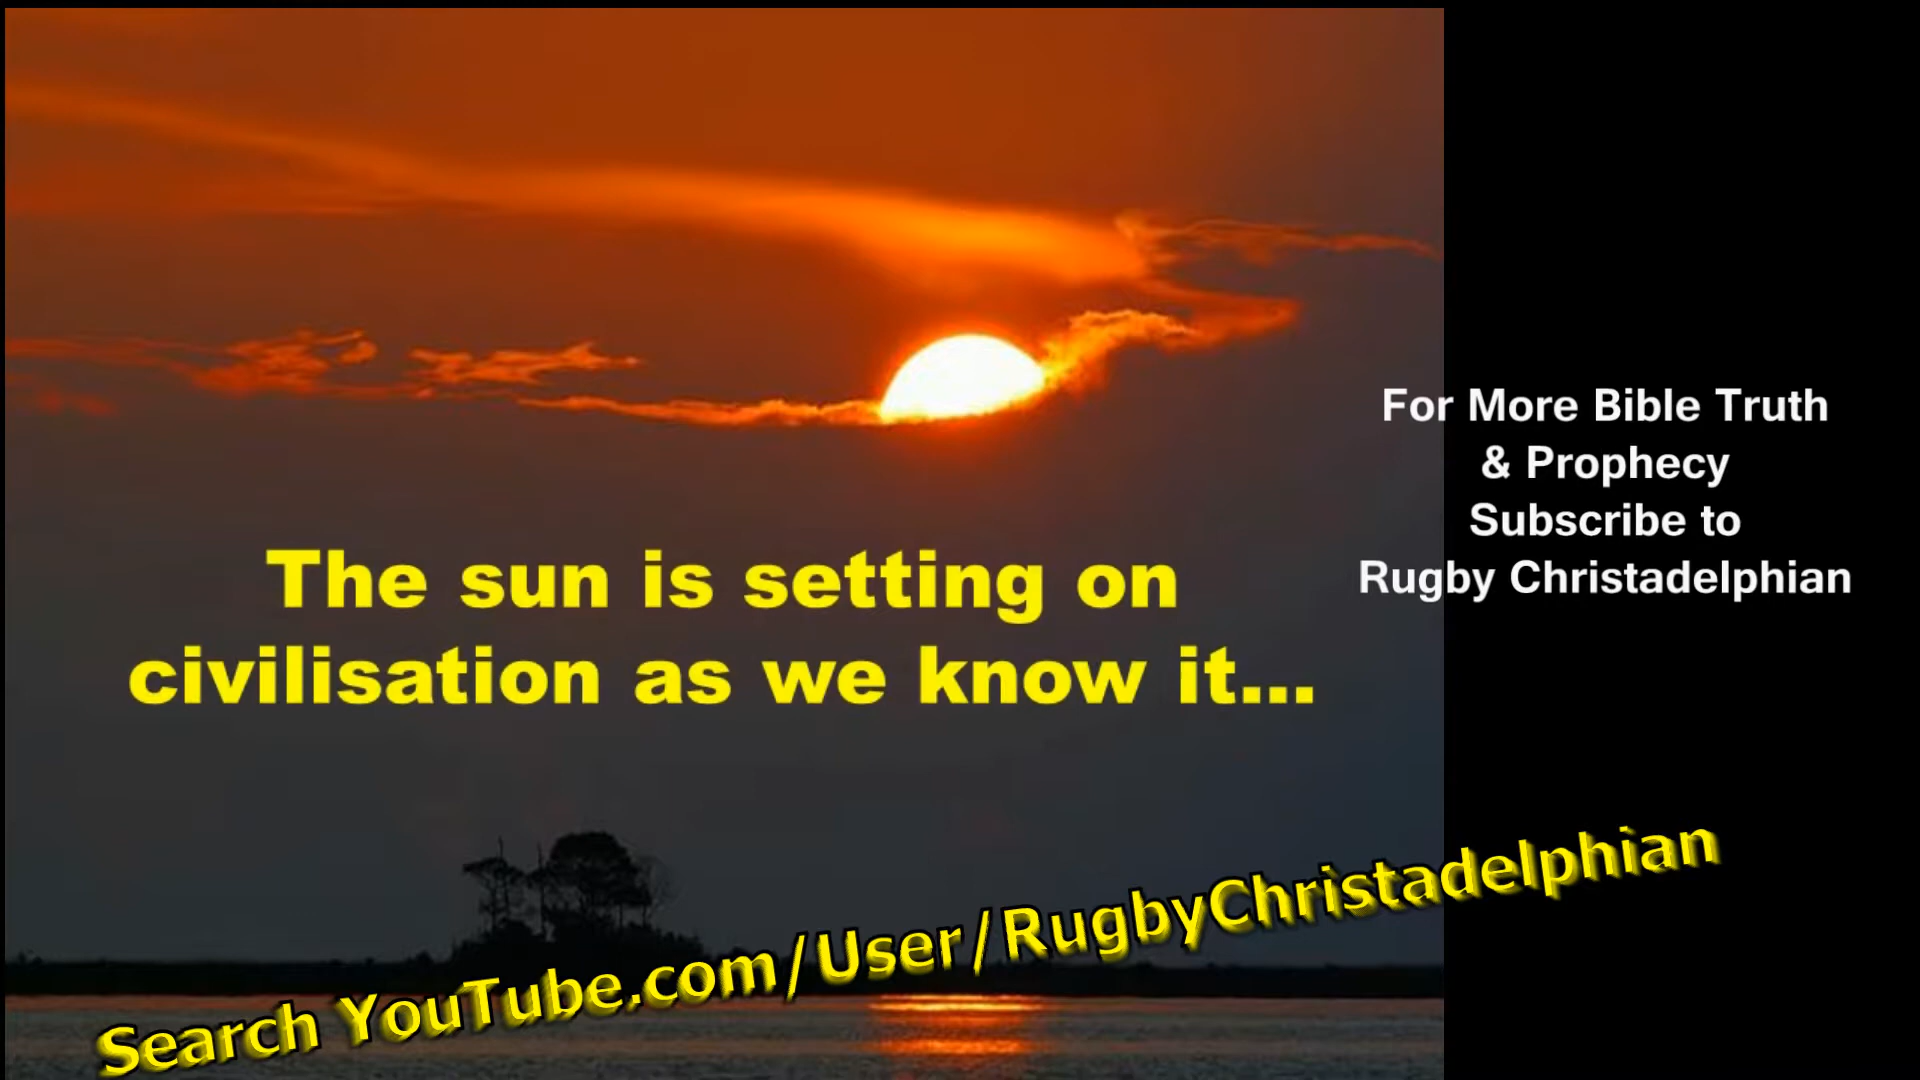 The sun is setting on
civilisation as we know it...
For More Bible Truth
& Prophecy
Subscribe to
Rugby Christadelphian
Search YouTube.com/User/RugbyChristadelphian